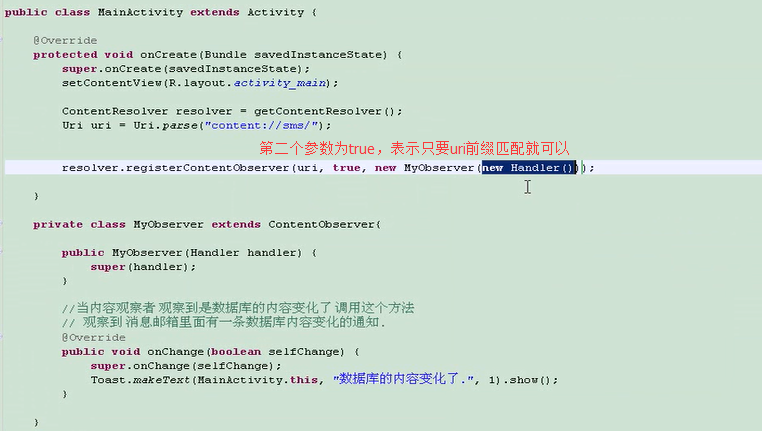 public class MainActivity extends Activity {
@Override
protected void onCreate(Bundle savedInstanceState) {
super.onCreate(savedInstanceState);
setContentView(R.layout.activity_main);
ContentResolver resolver = getContentResolver();
Uri uri = Uri.parse("content://sms/");
第二个参数为true，表示只要uri前缀匹配就可以
resolver.registerContentObserver(uri, true, new MyObserver(new Handler()));
}
private class MyObserver extends ContentObserver{
public MyObserver(Handler handler) {
super(handler);
}
//当内容观察者 观察到是数据库的内容变化了 调用这个方法
// 观察到 消息邮箱里面有一条数据库内容变化的通知.
@Override
public void onChange(boolean selfChange) {
super.onChange(selfChange);
Toast.makeText(MainActivity.this, "数据库的内容变化了.", 1).show();
}
}